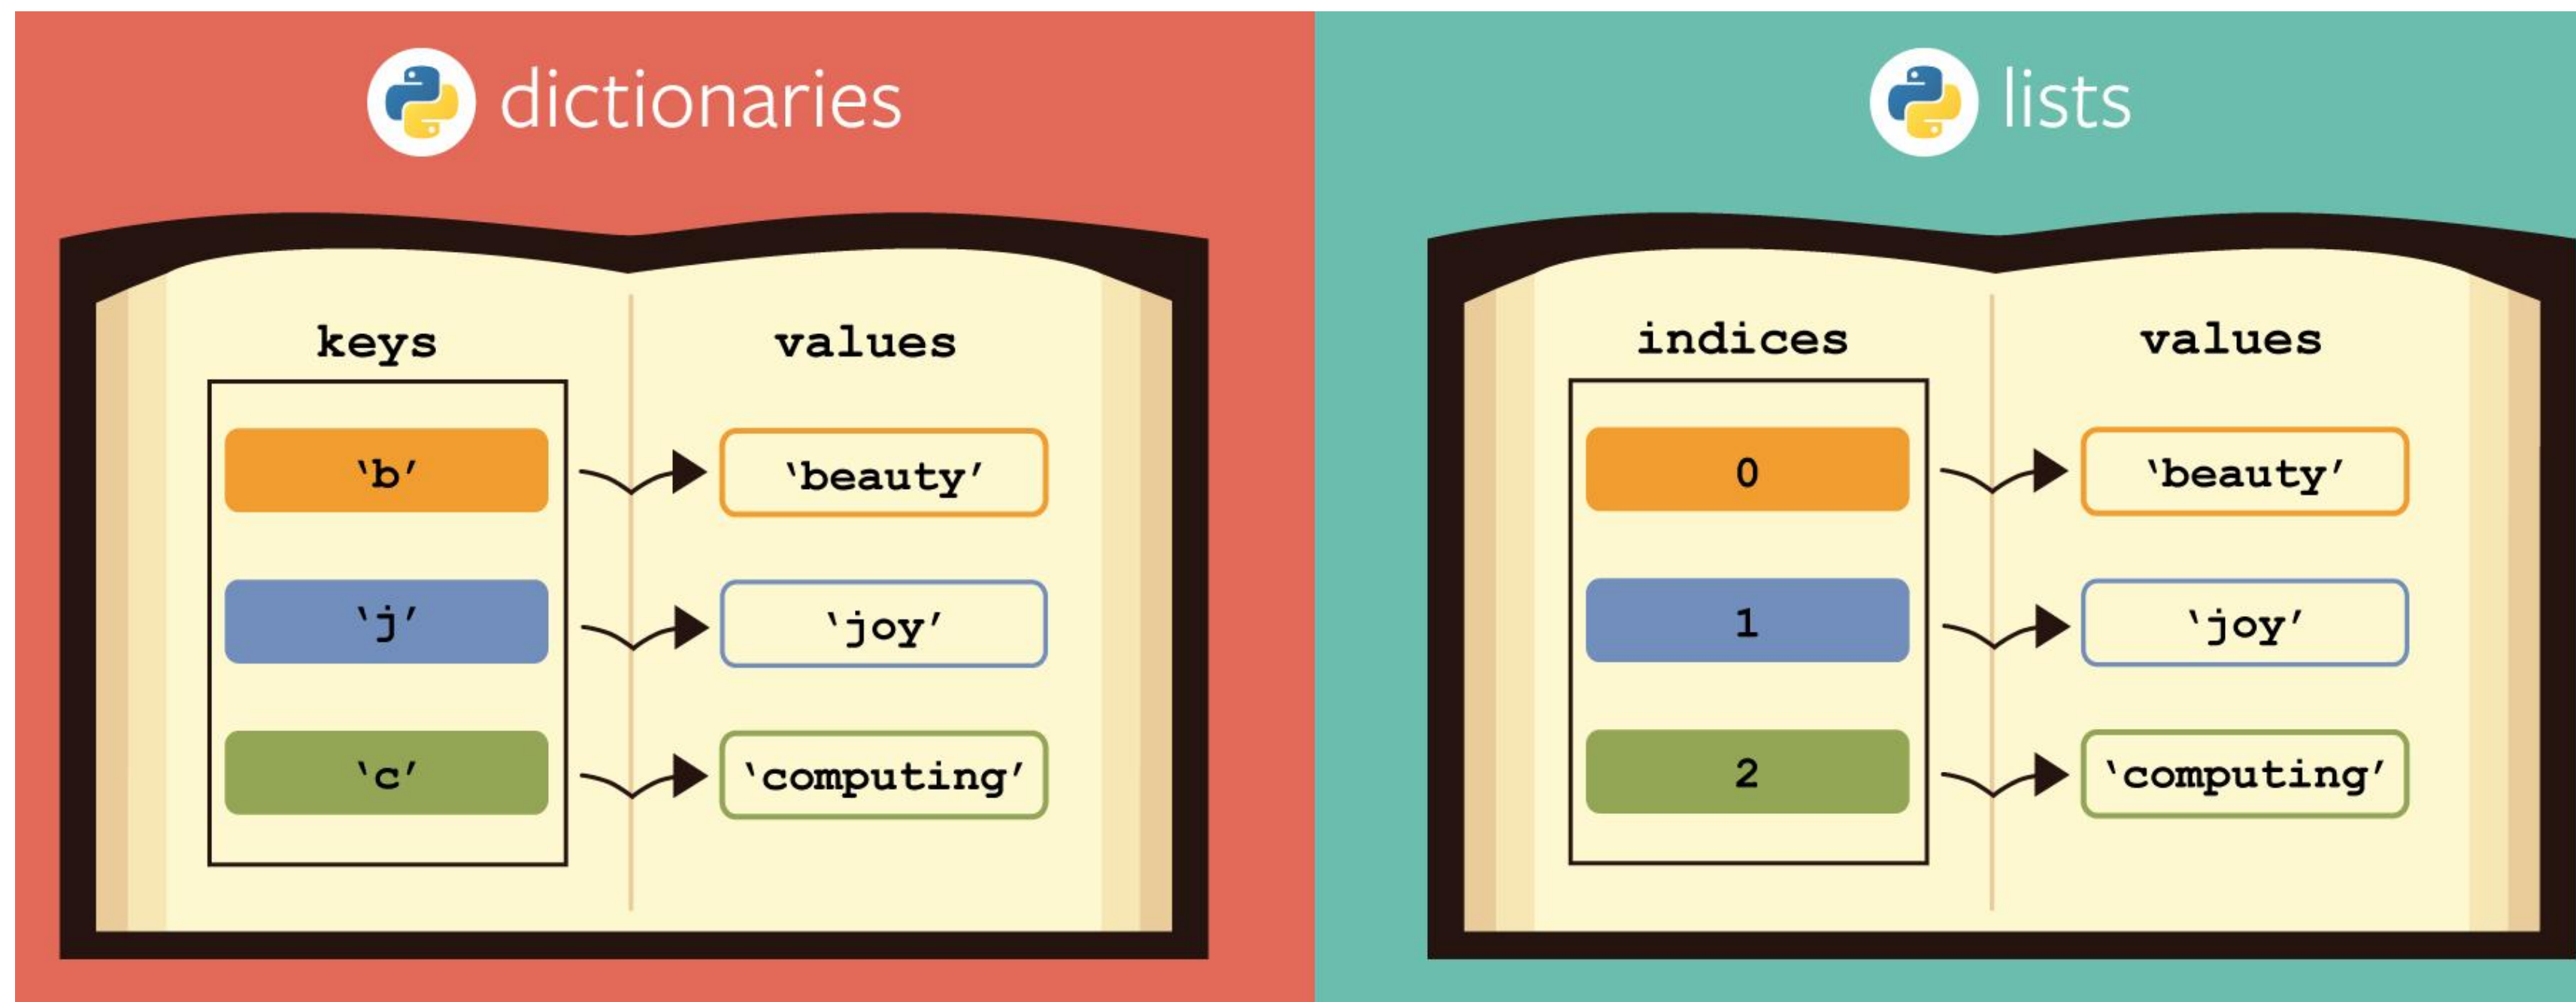 dictionaries
keys values
‘b’ ‘beauty’
‘j’ ‘joy’
‘c’ ‘computing’
lists
indices values
0 ‘beauty’
1 ‘joy’
2 ‘computing’